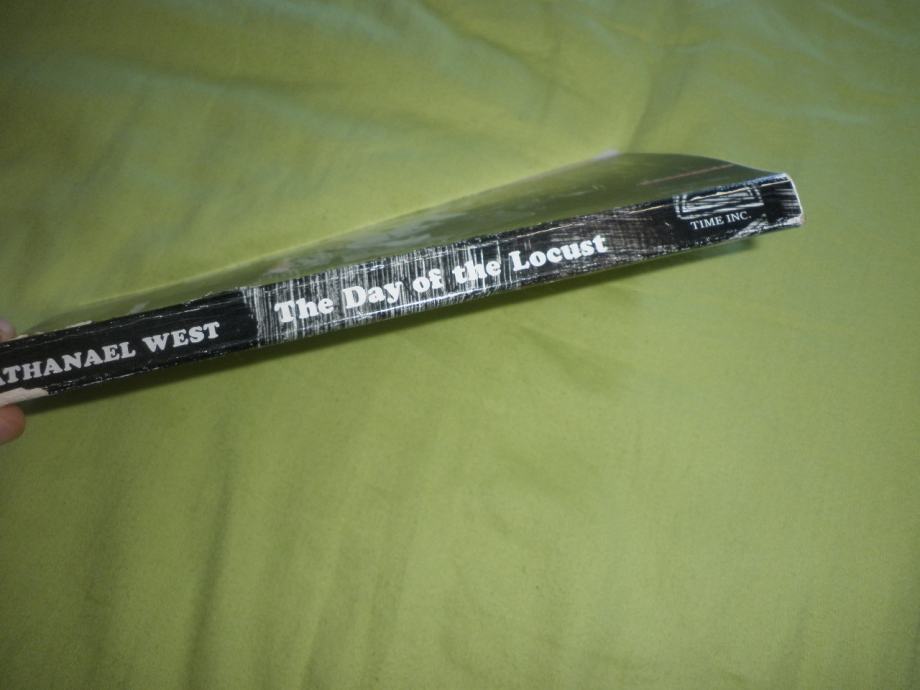 ATHANAEL WEST
The Day of the Locust
TIME INC.